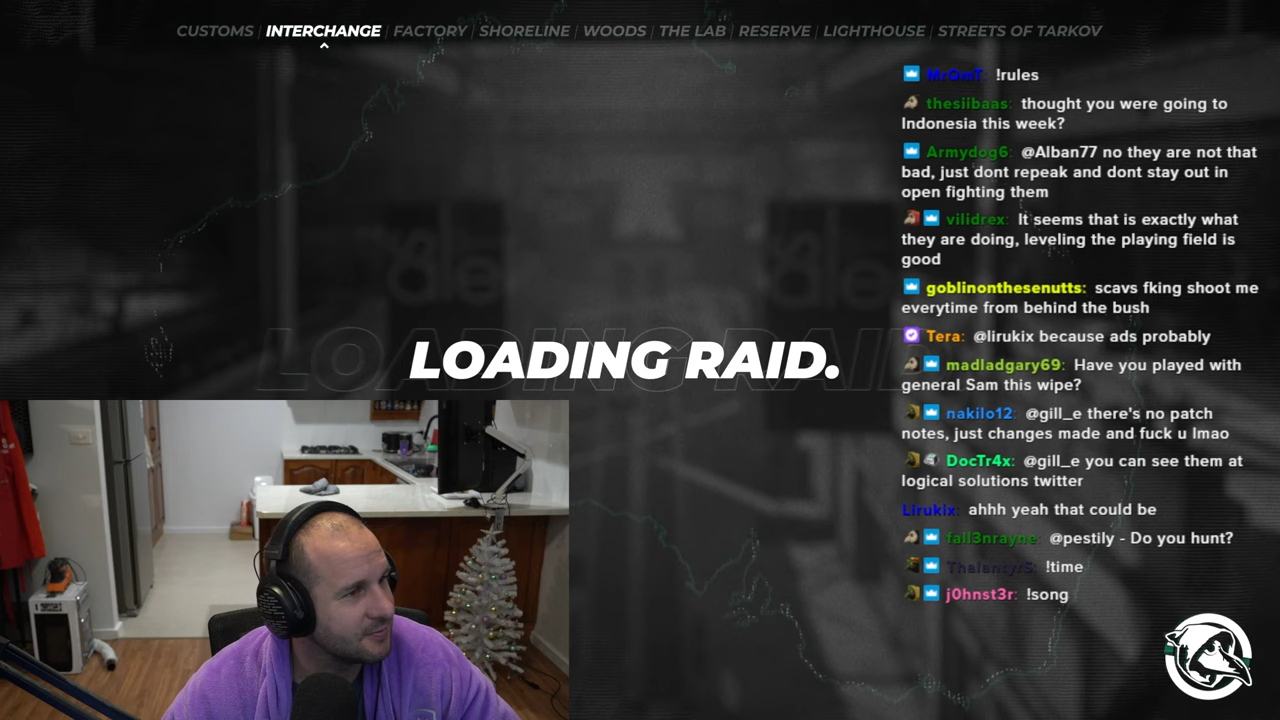 CUSTOMS / INTERCHANGE / FACTORY / SHORELINE / WOODS / THE LAB / RESERVE / LIGHTHOUSE / STREETS OF TARKOV
MrQmT: !rules
thesiibaas: thought you were going to
Indonesia this week?
Armydog6: @Alban77 no they are not that
bad, just dont repeak and dont stay out in
open fighting them
vilidrex: It seems that is exactly what
they are doing, leveling the playing field is
good
goblinonthesenutts: scavs fking shoot me
everytime from behind the bush
Tera: @lirukix because ads probably
LOADING RAID
LOADING RAID.
madladgary69: Have you played with
general Sam this wipe?
nakilo12: @gill_e there's no patch
notes, just changes made and fuck u lmao
DocTr4x: @gill_e you can see them at
logical solutions twitter
Lirukix: ahhh yeah that could be
fall3nrayne: @pestily - Do you hunt?
ThalantyrS: !time
j0hnst3r: !song